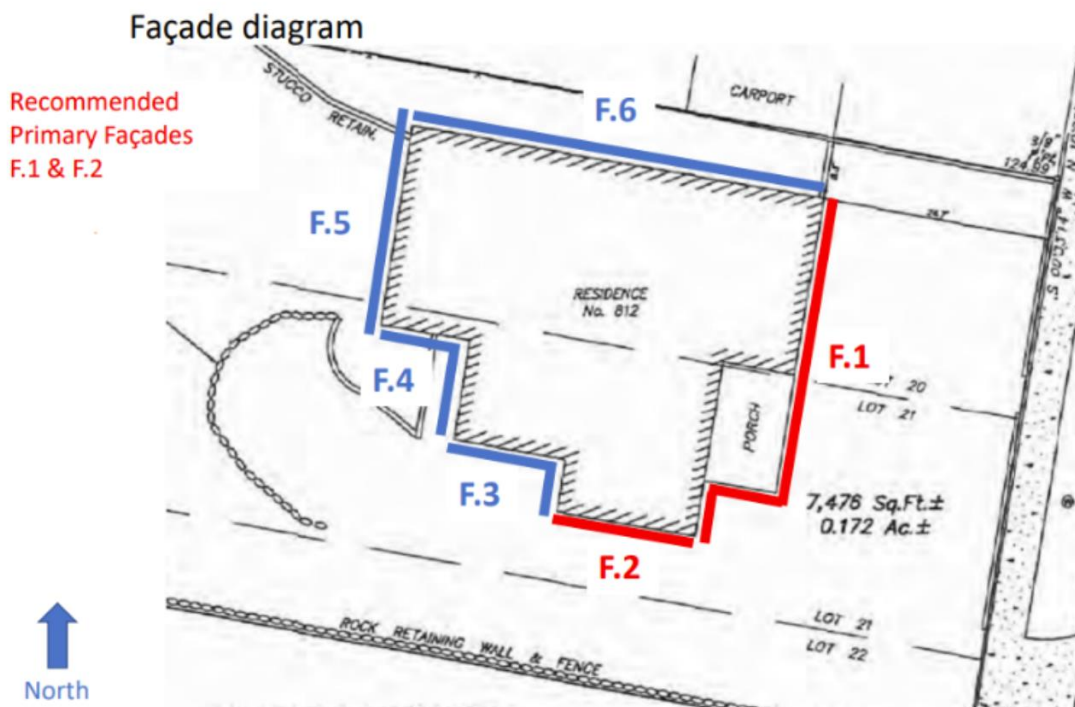 Façade diagram
Recommended
Primary Façades
F.1 & F.2
STUCCO
RETAIN.
CARPORT
F.6
124.69'
F.5
RESIDENCE
No. 812
F.1
F.4
20
LOT 21
PORCH
F.3
7,476 Sq.Ft.±
0.172 Ac.±
F.2
LOT 21
LOT 22
ROCK RETAINING WALL & FENCE
North